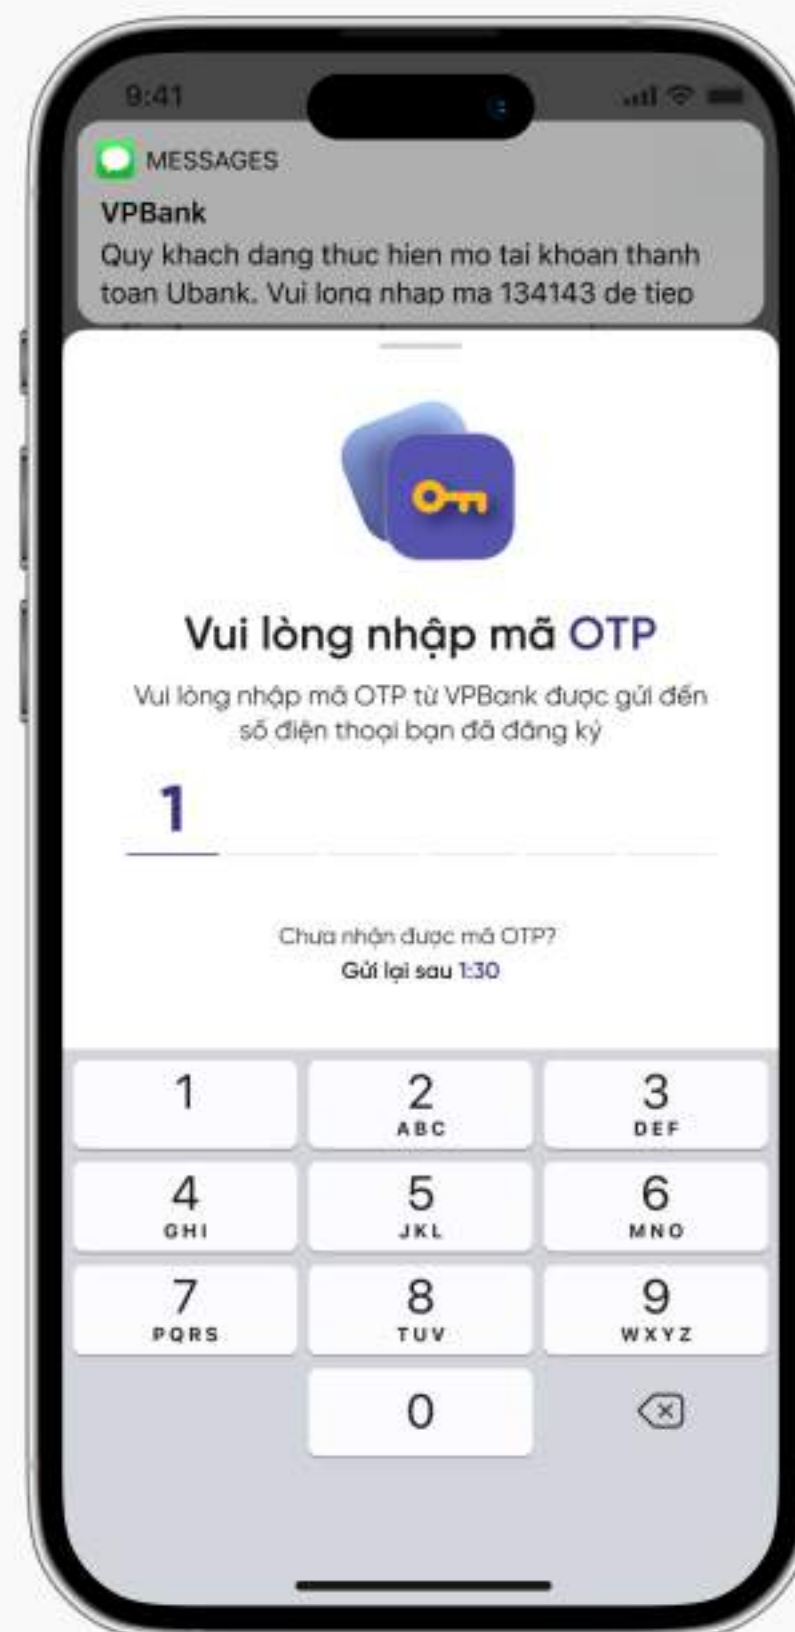 9:41
MESSAGES
VPBank
Quy khach dang thuc hien mo tai khoan thanh
toan Ubank. Vui long nhap ma 134143 de tiep
Vui lòng nhập mã OTP
Vui lòng nhập mã OTP từ VPBank được gửi đến
số điện thoại bạn đã đăng ký
1
Chưa nhận được mã OTP?
Gửi lại sau 1:30
1 2 3
ABC DEF
4 5 6
GHI JKL MNO
7 8 9
PQRS TUV WXYZ
0